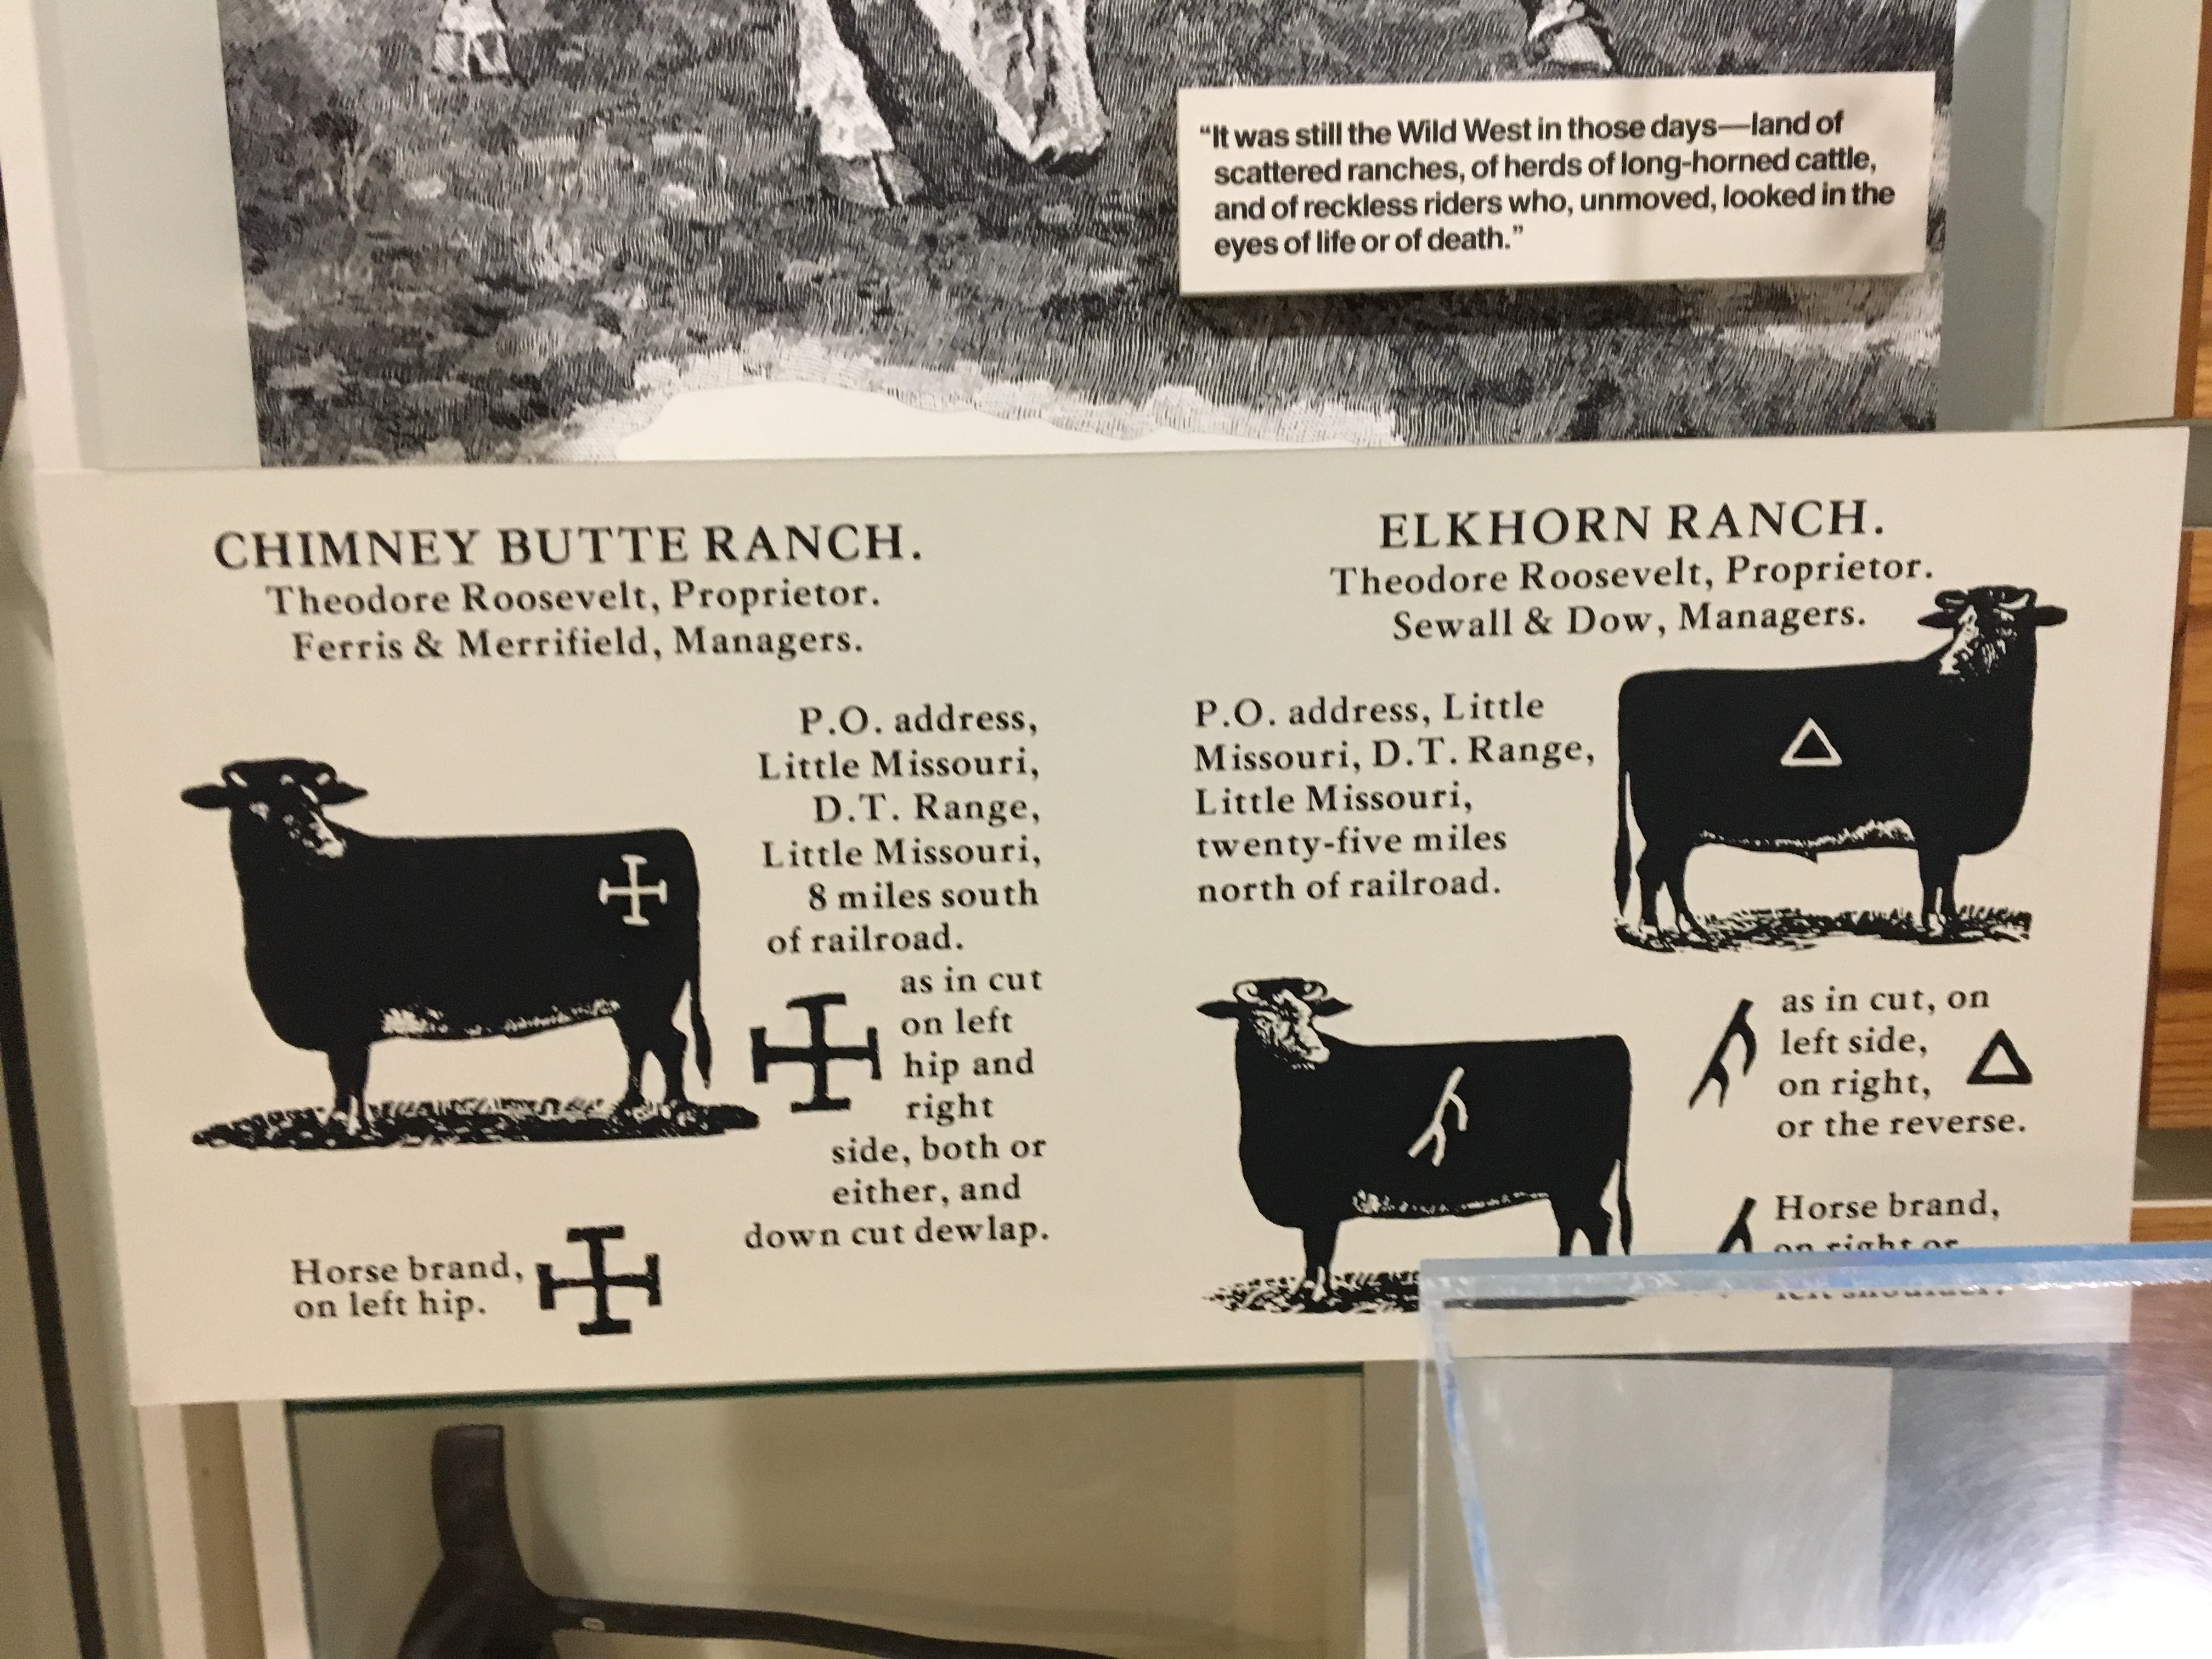 “It was still the Wild West in those days—land of
scattered ranches, of herds of long-horned cattle,
and of reckless riders who, unmoved, looked in the
eyes of life or of death.”
CHIMNEY BUTTE RANCH.
Theodore Roosevelt, Proprietor.
Ferris & Merrifield, Managers.
P.O. address,
Little Missouri,
D.T. Range,
Little Missouri,
8 miles south
of railroad.
as in cut
on left
hip and
right
side, both or
either, and
down cut dewlap.
Horse brand,
on left hip.
ELKHORN RANCH.
Theodore Roosevelt, Proprietor.
Sewall & Dow, Managers.
P.O. address, Little
Missouri, D.T. Range,
Little Missouri,
twenty-five miles
north of railroad.
as in cut, on
left side,
on right,
or the reverse.
Horse brand,
on right or